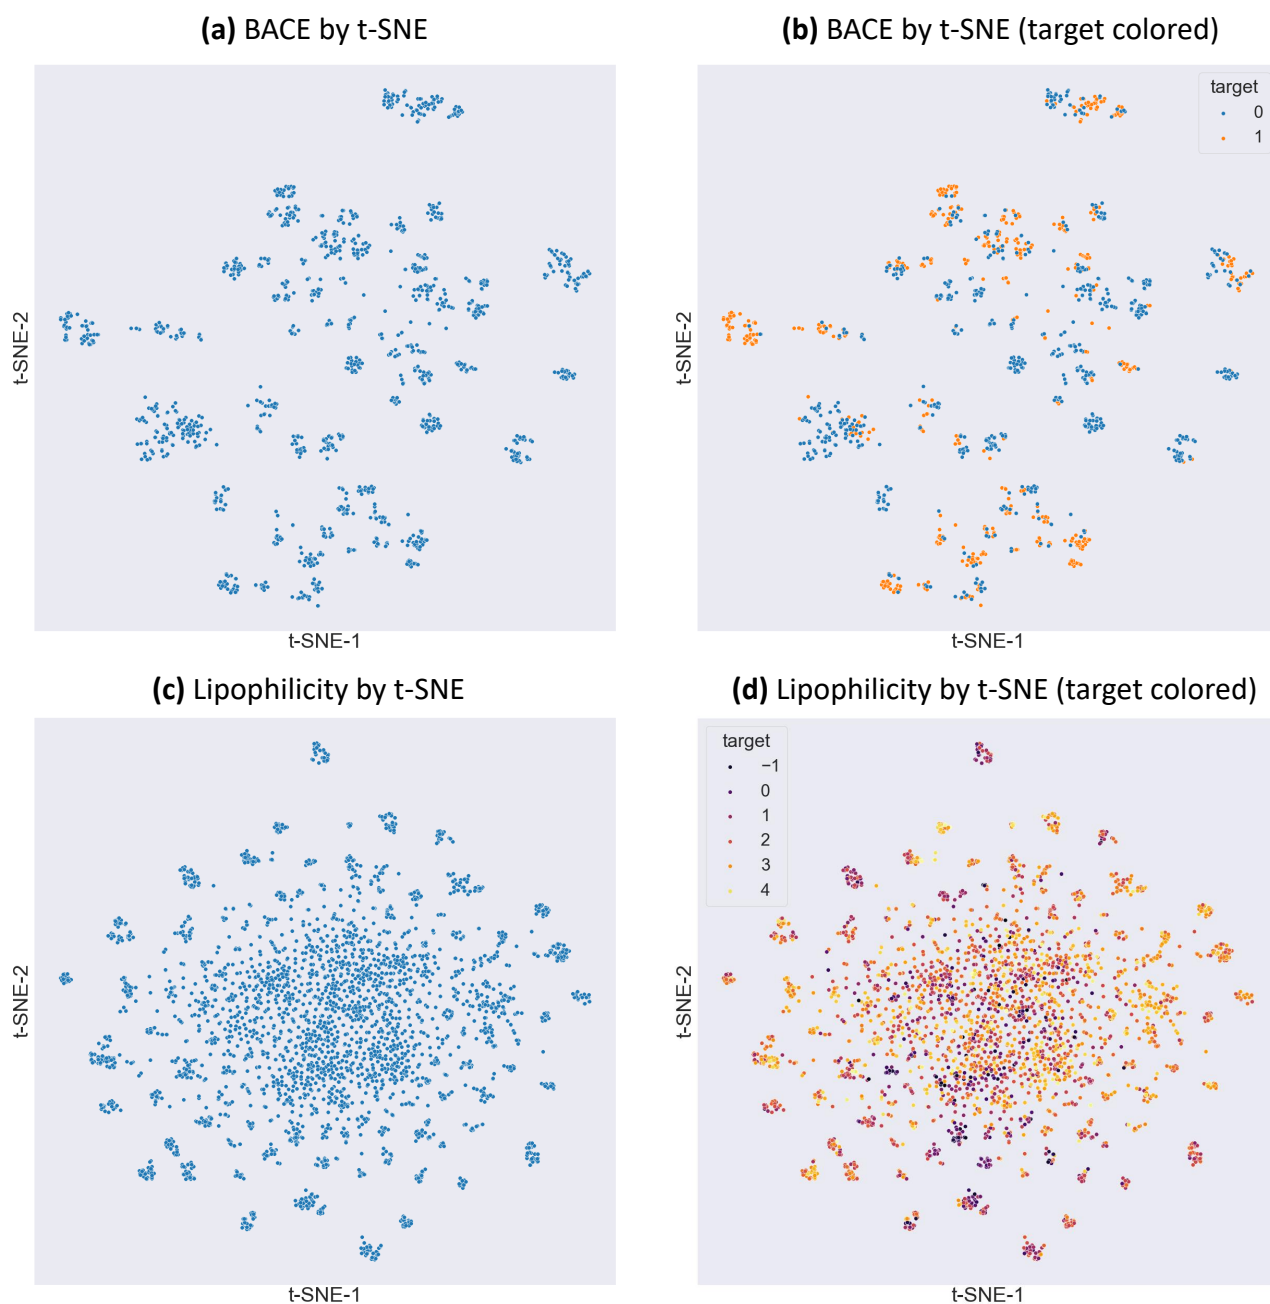 (a) BACE by t-SNE
(b) BACE by t-SNE (target colored)
t-SNE-2
t-SNE-1
t-SNE-2
target
0
1
t-SNE-1
(c) Lipophilicity by t-SNE
(d) Lipophilicity by t-SNE (target colored)
t-SNE-2
t-SNE-1
t-SNE-2
target
−1
0
1
2
3
4
t-SNE-1